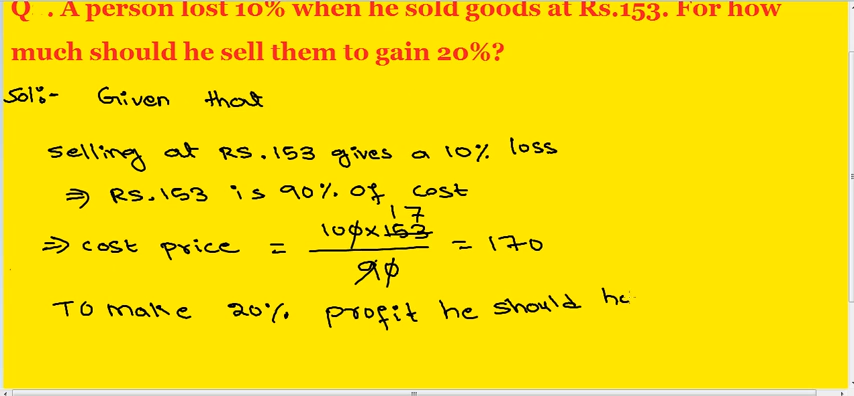 Q . A person lost 10% when he sold goods at Rs.153. For how
much should he sell them to gain 20%?
Sol:- Given that
selling at RS.153 gives a 10% loss
⇒ RS.153 is 90% of cost
17
⇒ cost price = 100×153 = 170
90
TO make 20% profit he should